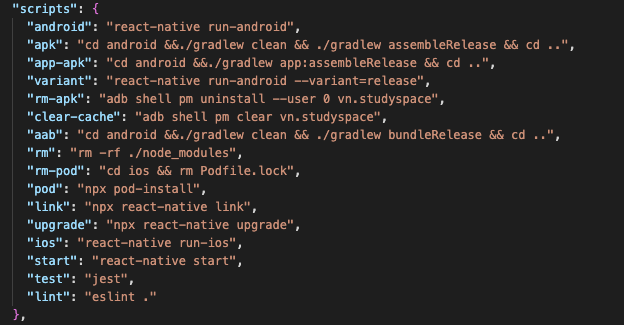 "scripts": {
"android": "react-native run-android",
"apk": "cd android &&./gradlew clean && ./gradlew assembleRelease && cd ..",
"app-apk": "cd android &&./gradlew app:assembleRelease && cd ..",
"variant": "react-native run-android --variant=release",
"rm-apk": "adb shell pm uninstall --user 0 vn.studyspace",
"clear-cache": "adb shell pm clear vn.studyspace",
"aab": "cd android &&./gradlew clean && ./gradlew bundleRelease && cd ..",
"rm": "rm -rf ./node_modules",
"rm-pod": "cd ios && rm Podfile.lock",
"pod": "npx pod-install",
"link": "npx react-native link",
"upgrade": "npx react-native upgrade",
"ios": "react-native run-ios",
"start": "react-native start",
"test": "jest",
"lint": "eslint ."
},